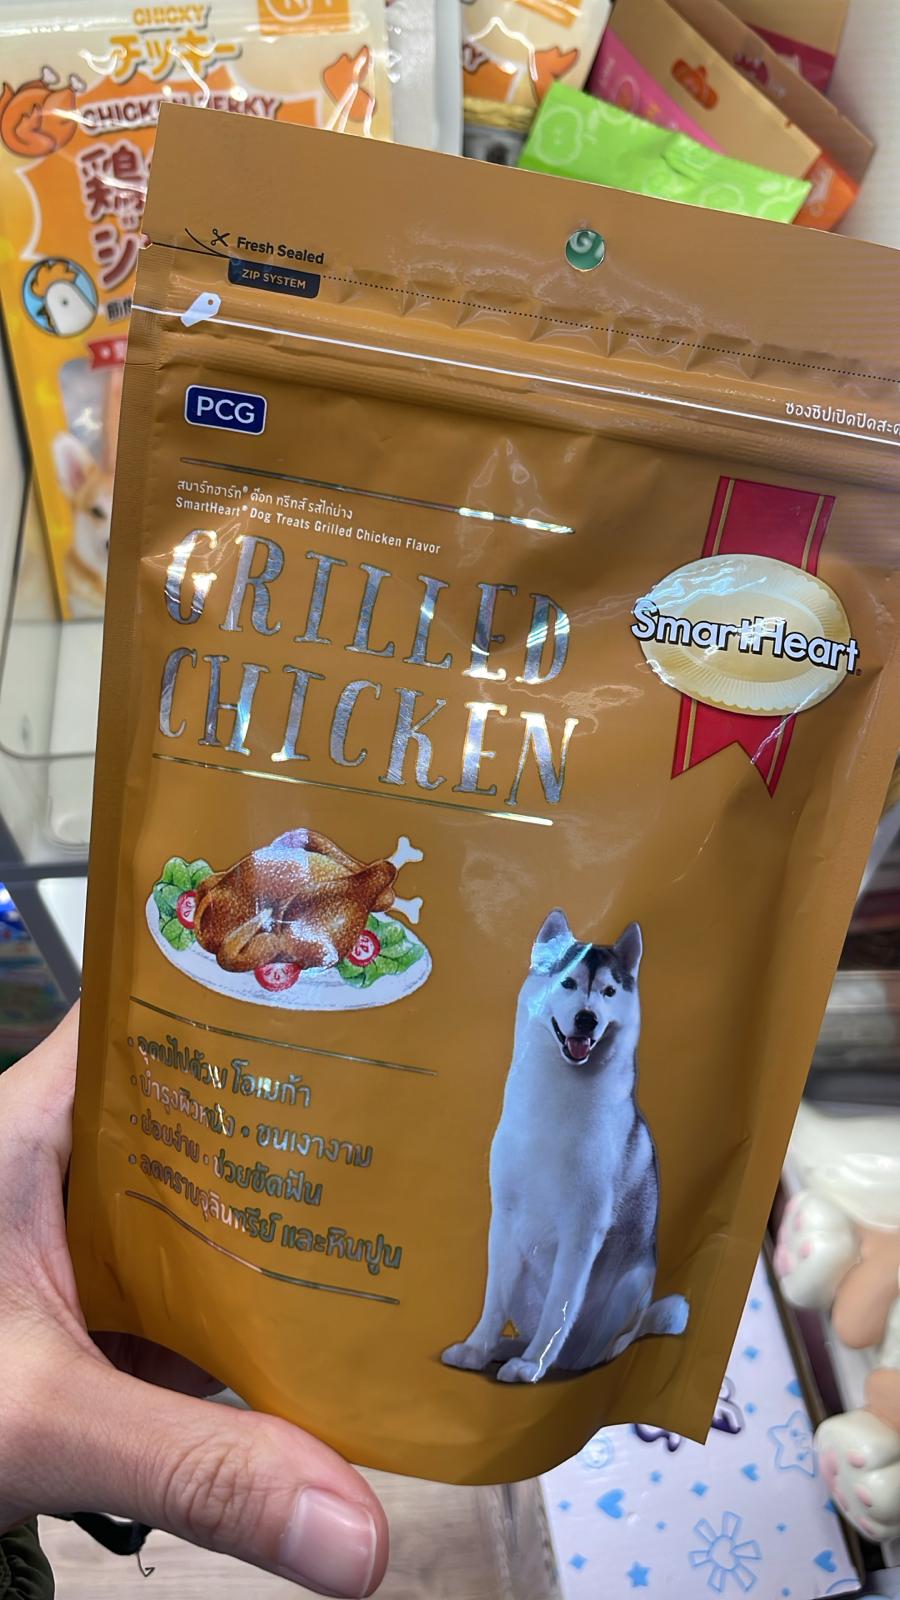 CHICKY
チッキー
CHICKEN JERKY
Fresh Sealed
ZIP SYSTEM
ซองซิปเปิดปิดสะด
PCG
สมาร์ทฮาร์ท® ด็อก ทรีทส์ รสไก่ย่าง
SmartHeart® Dog Treats Grilled Chicken Flavor
GRILLED
CHICKEN
SmartHeart®
• อุดมไปด้วย โอเมก้า
• บำรุงผิวหนัง • ขนเงางาม
• ย่อยง่าย • ช่วยขัดฟัน
• ลดคราบจุลินทรีย์ และหินปูน